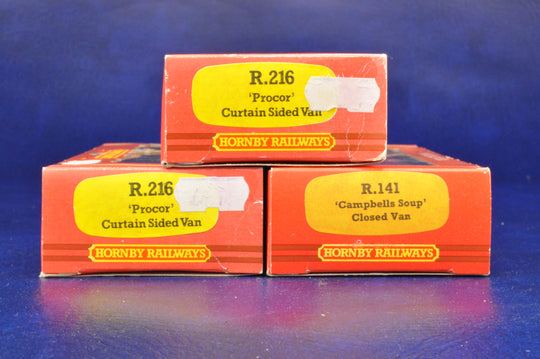 R.216
'Procor'
Curtain Sided Van
HORNBY RAILWAYS
R.216
'Procor'
Curtain Sided Van
HORNBY RAILWAYS
R.141
'Campbells Soup'
Closed Van
HORNBY RAILWAYS